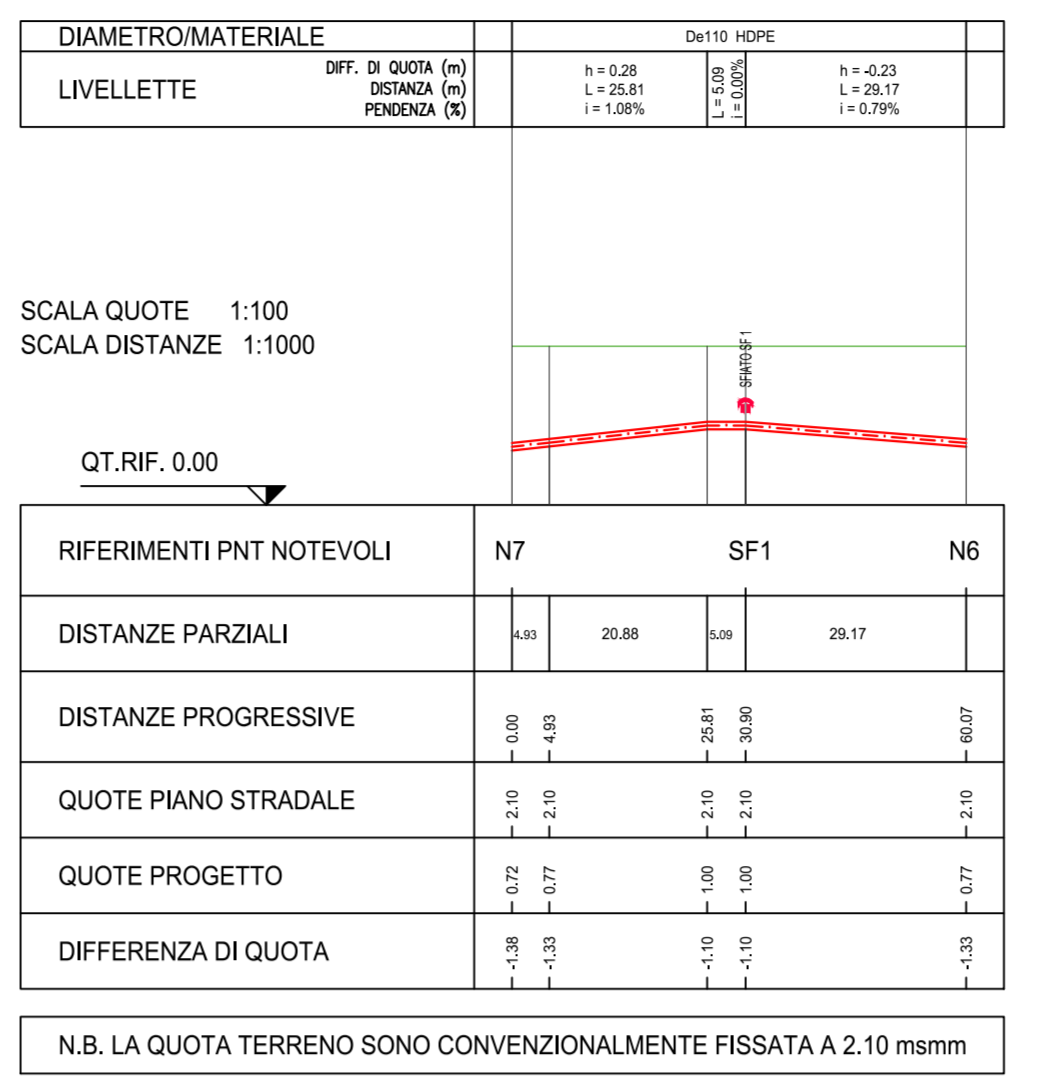 DIAMETRO/MATERIALE
De110 HDPE
LIVELLETTE
DIFF. DI QUOTA (m)
DISTANZA (m)
PENDENZA (%)
h = 0.28
L = 25.81
i = 1.08%
L = 5.09
i = 0.00%
h = -0.23
L = 29.17
i = 0.79%
SCALA QUOTE 1:100
SCALA DISTANZE 1:1000
SFIATO SF1
QT.RIF. 0.00
RIFERIMENTI PNT NOTEVOLI N7 SF1 N6
DISTANZE PARZIALI 4.93 20.88 5.09 29.17
DISTANZE PROGRESSIVE 0.00 4.93 25.81 30.90 60.07
QUOTE PIANO STRADALE 2.10 2.10 2.10 2.10 2.10
QUOTE PROGETTO 0.72 0.77 1.00 1.00 0.77
DIFFERENZA DI QUOTA -1.38 -1.33 -1.10 -1.10 -1.33
N.B. LA QUOTA TERRENO SONO CONVENZIONALMENTE FISSATA A 2.10 msmm